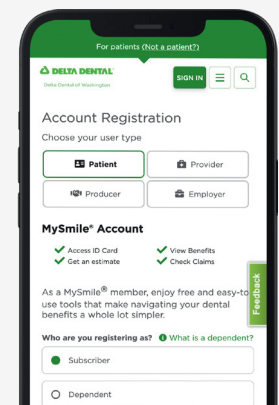 For patients (Not a patient?)
DELTA DENTAL®
Delta Dental of Washington
SIGN IN
Account Registration
Choose your user type
Patient
Provider
Producer
Employer
MySmile® Account
Access ID Card
View Benefits
Get an estimate
Check Claims
Feedback
As a MySmile® member, enjoy free and easy-to
use tools that make navigating your dental
benefits a whole lot simpler.
Who are you registering as?
What is a dependent?
Subscriber
Dependent